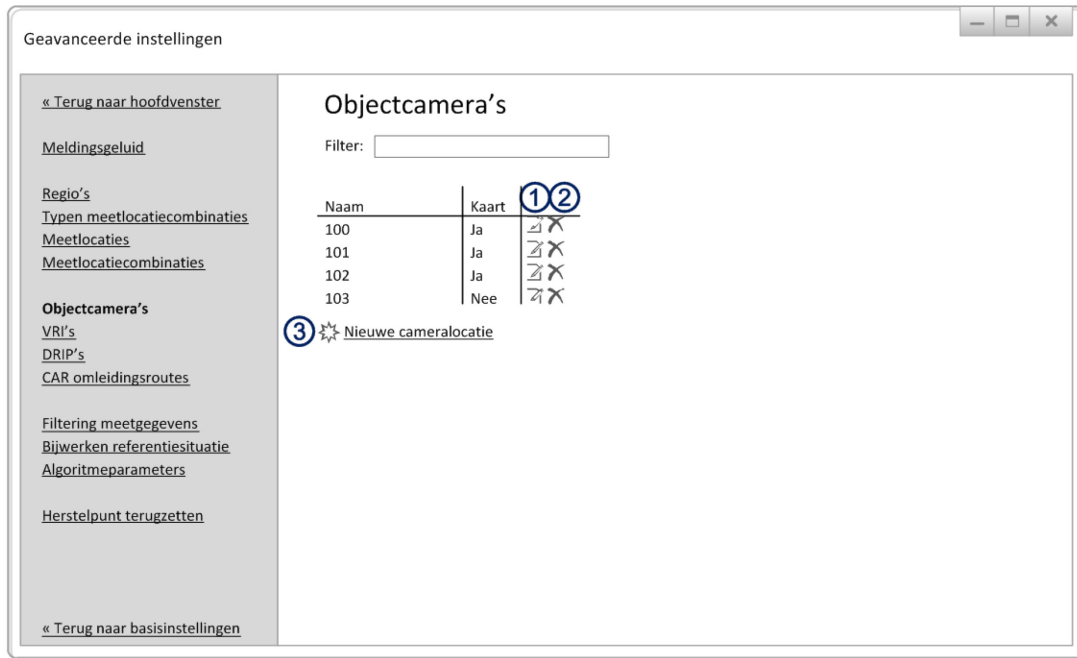 Geavanceerde instellingen
« Terug naar hoofdvenster
Meldingsgeluid
Regio's
Typen meetlocatiecombinaties
Meetlocaties
Meetlocatiecombinaties
Objectcamera's
VRI's
DRIP's
CAR omleidingsroutes
Filtering meetgegevens
Bijwerken referentiesituatie
Algoritmeparameters
Herstelpunt terugzetten
« Terug naar basisinstellingen
Objectcamera's
Filter:
1 2
Naam Kaart
100 Ja
101 Ja
102 Ja
103 Nee
3 Nieuwe cameralocatie